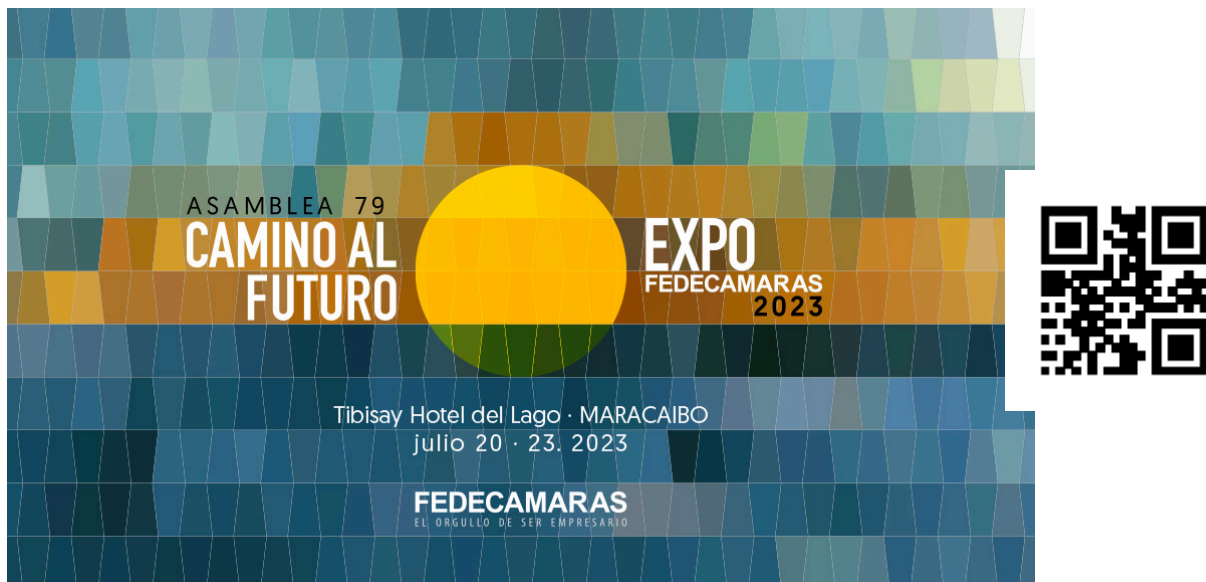 ASAMBLEA 79
CAMINO AL
FUTURO
EXPO
FEDECAMARAS
2023
Tibisay Hotel del Lago · MARACAIBO
julio 20 · 23. 2023
FEDECAMARAS
EL ORGULLO DE SER EMPRESARIO